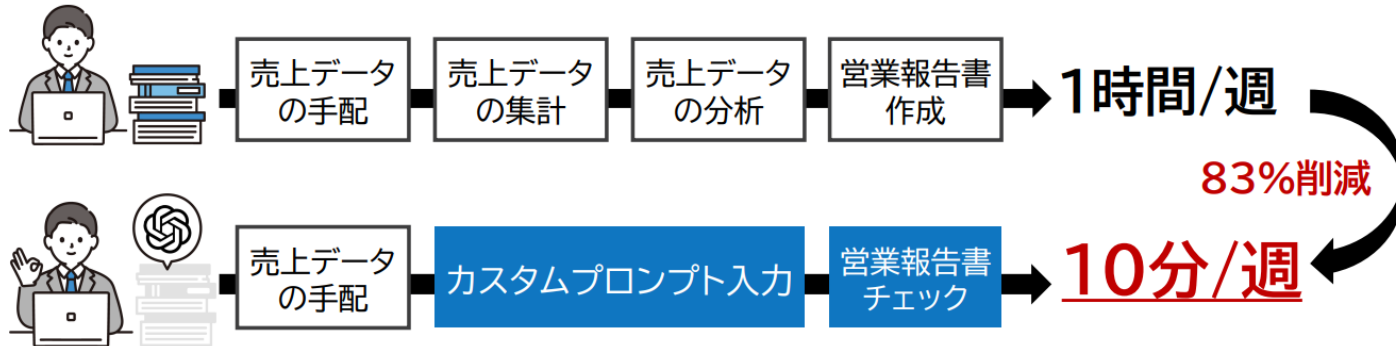 売上データ
の手配
売上データ
の集計
売上データ
の分析
営業報告書
作成
1時間/週
83%削減
売上データ
の手配
カスタムプロンプト入力
営業報告書
チェック
10分/週